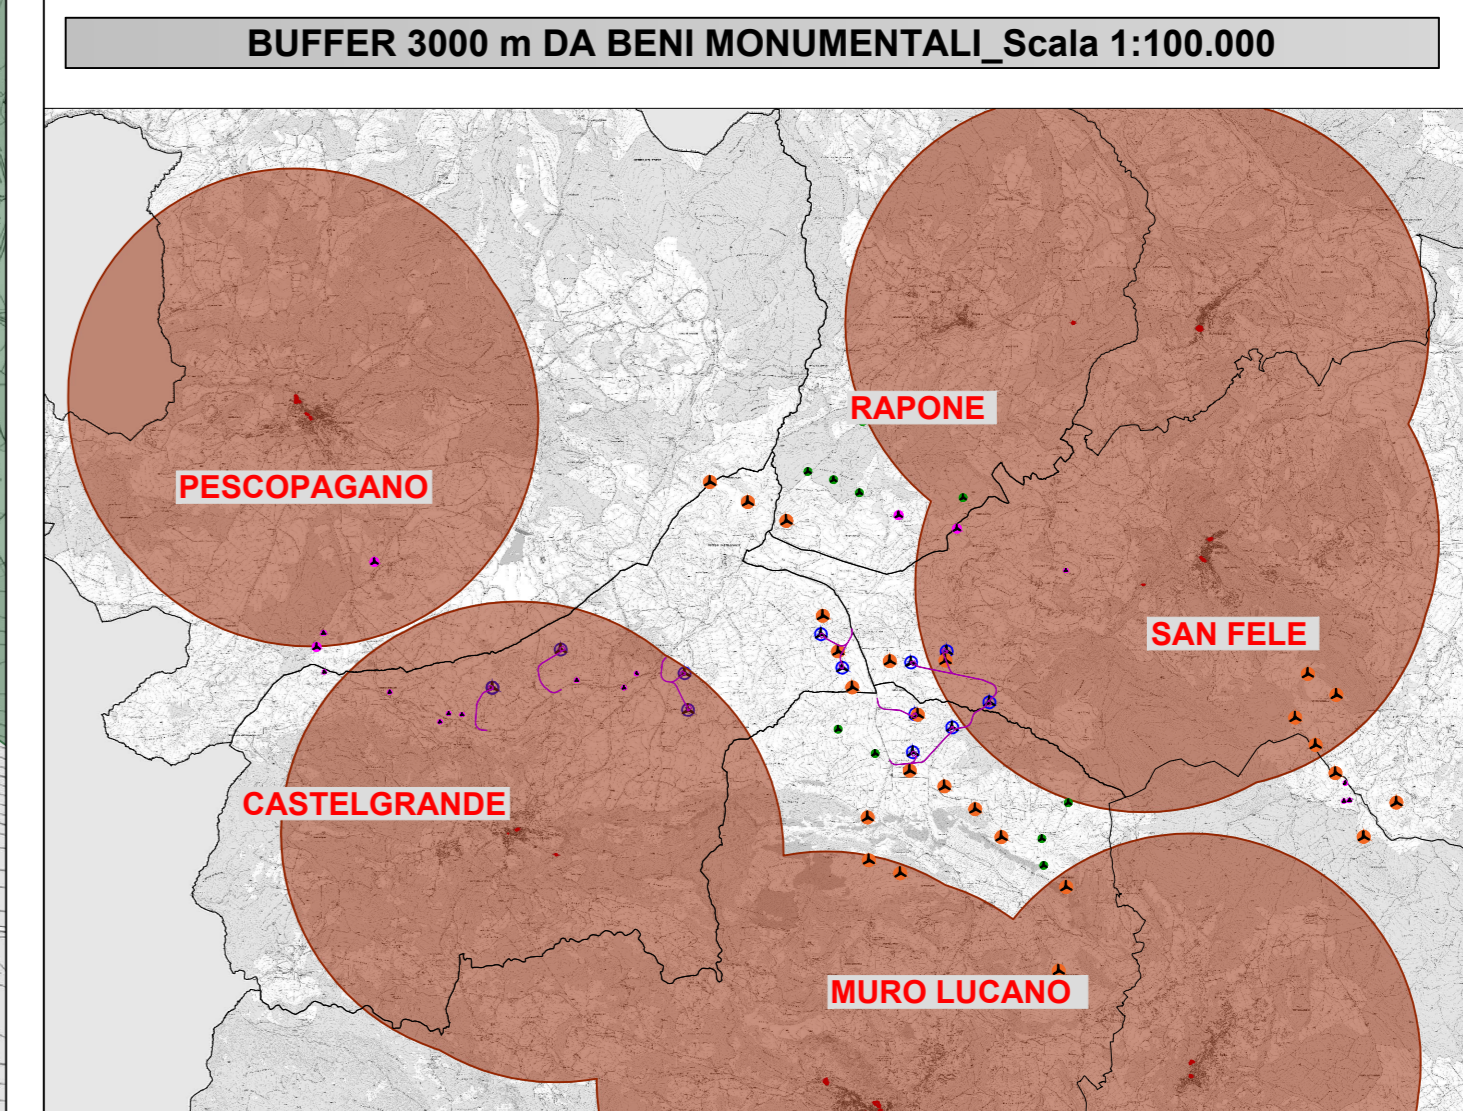 BUFFER 3000 m DA BENI MONUMENTALI_Scala 1:100.000
RAPONE
PESCOPAGANO
SAN FELE
CASTELGRANDE
MURO LUCANO